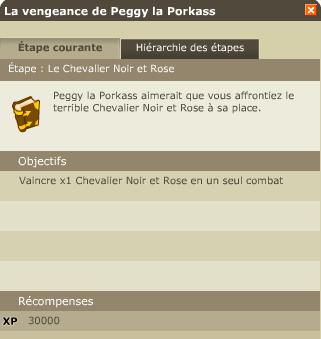 La vengeance de Peggy la Porkass
Étape courante
Hiérarchie des étapes
Étape : Le Chevalier Noir et Rose
Peggy la Porkass aimerait que vous affrontiez le
terrible Chevalier Noir et Rose à sa place.
Objectifs
Vaincre x1 Chevalier Noir et Rose en un seul combat
Récompenses
XP 30000